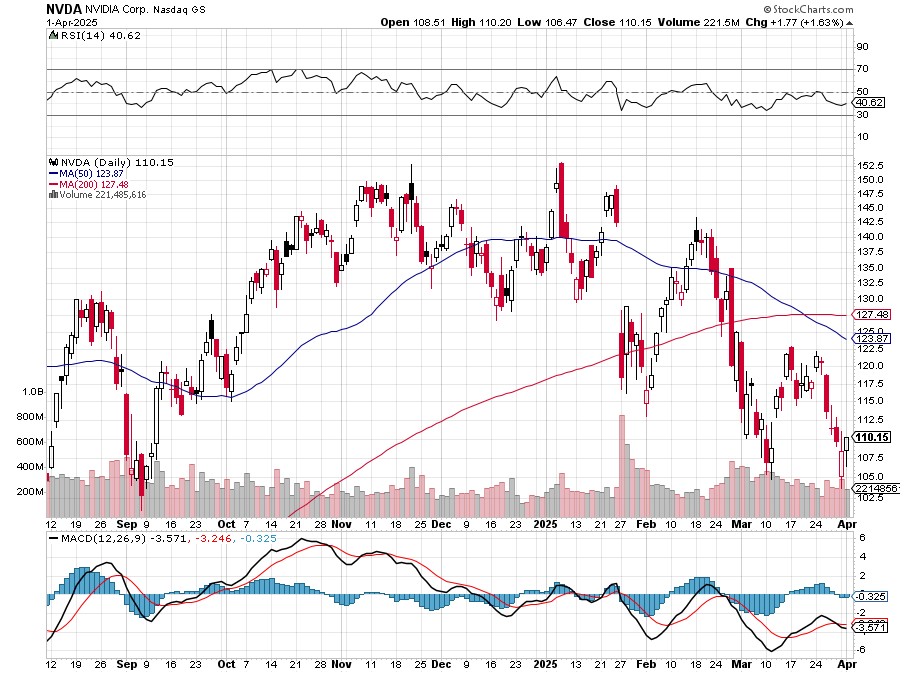 NVDA NVIDIA Corp. Nasdaq GS
© StockCharts.com
1-Apr-2025
Open 108.51 High 110.20 Low 106.47 Close 110.15 Volume 221.5M Chg +1.77 (+1.63%)
RSI(14) 40.62
90
70
50
40.62
30
10
NVDA (Daily) 110.15
MA(50) 123.87
MA(200) 127.48
Volume 221,485,616
152.5
150.0
147.5
145.0
142.5
140.0
137.5
135.0
132.5
130.0
127.48
125.0
123.87
122.5
120.0
117.5
115.0
112.5
110.15
107.5
105.0
102.5
1.0B
800M
600M
400M
200M
12 19 26 Sep 9 16 23 Oct 7 14 21 28 Nov 11 18 25 Dec 9 16 23 2025 13 21 27 Feb 10 18 24 Mar 10 17 24 Apr
MACD(12,26,9) -3.571, -3.246, -0.325
6
4
2
-0.325
-2
-3.571
-6
12 19 26 Sep 9 16 23 Oct 7 14 21 28 Nov 11 18 25 Dec 9 16 23 2025 13 21 27 Feb 10 18 24 Mar 10 17 24 Apr